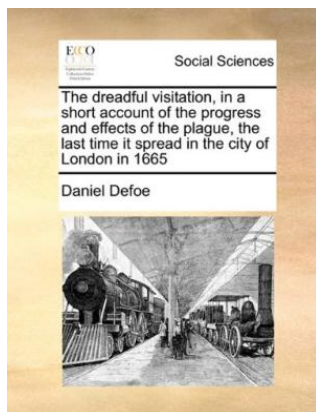 ECCO
Social Sciences
The dreadful visitation, in a
short account of the progress
and effects of the plague, the
last time it spread in the city of
London in 1665
Daniel Defoe